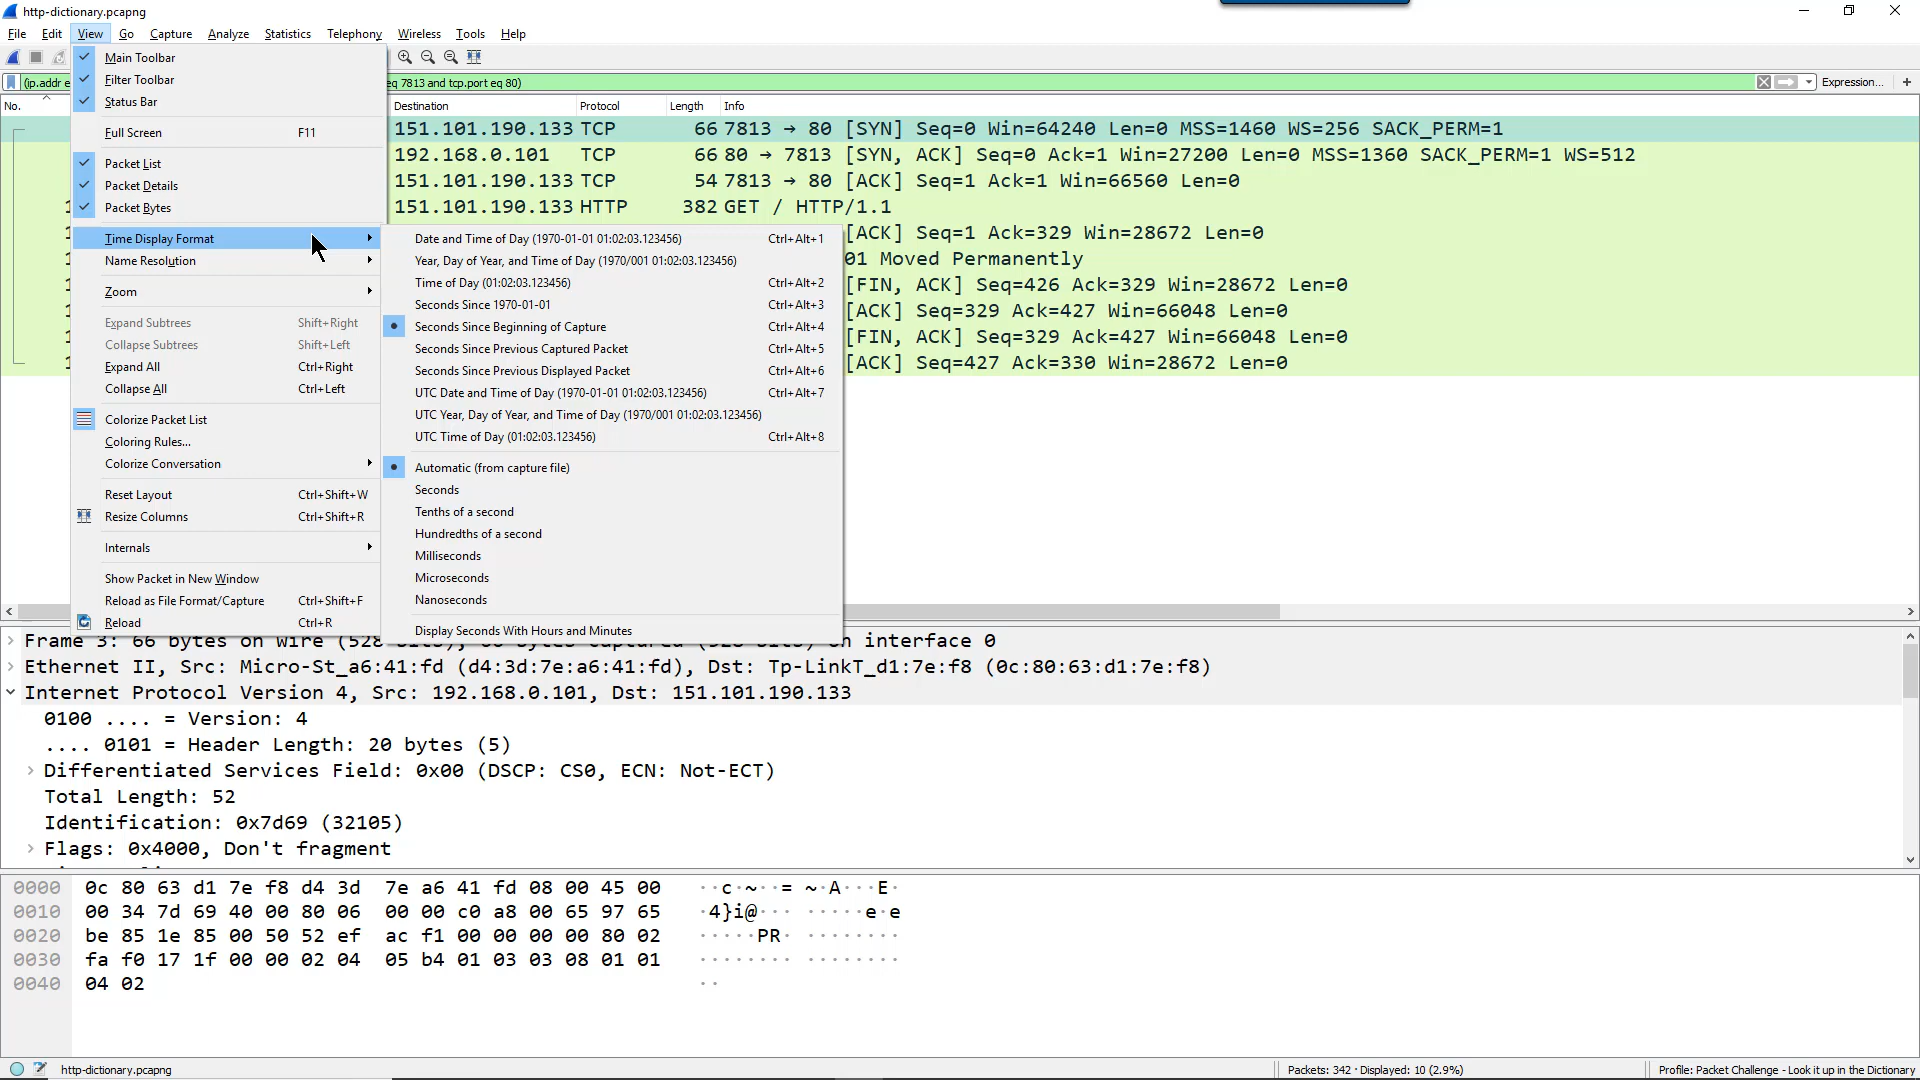 http-dictionary.pcapng
File Edit View Go Capture Analyze Statistics Telephony Wireless Tools Help
(ip.addr e
eq 7813 and tcp.port eq 80)
Expression... +
No. Destination Protocol Length Info
151.101.190.133 TCP 66 7813 → 80 [SYN] Seq=0 Win=64240 Len=0 MSS=1460 WS=256 SACK_PERM=1
192.168.0.101 TCP 66 80 → 7813 [SYN, ACK] Seq=0 Ack=1 Win=27200 Len=0 MSS=1360 SACK_PERM=1 WS=512
151.101.190.133 TCP 54 7813 → 80 [ACK] Seq=1 Ack=1 Win=66560 Len=0
151.101.190.133 HTTP 382 GET / HTTP/1.1
[ACK] Seq=1 Ack=329 Win=28672 Len=0
01 Moved Permanently
[FIN, ACK] Seq=426 Ack=329 Win=28672 Len=0
[ACK] Seq=329 Ack=427 Win=66048 Len=0
[FIN, ACK] Seq=329 Ack=427 Win=66048 Len=0
[ACK] Seq=427 Ack=330 Win=28672 Len=0
Main Toolbar
Filter Toolbar
Status Bar
Full Screen F11
Packet List
Packet Details
Packet Bytes
Time Display Format
Name Resolution
Zoom
Expand Subtrees Shift+Right
Collapse Subtrees Shift+Left
Expand All Ctrl+Right
Collapse All Ctrl+Left
Colorize Packet List
Coloring Rules...
Colorize Conversation
Reset Layout Ctrl+Shift+W
Resize Columns Ctrl+Shift+R
Internals
Show Packet in New Window
Reload as File Format/Capture Ctrl+Shift+F
Reload Ctrl+R
Date and Time of Day (1970-01-01 01:02:03.123456) Ctrl+Alt+1
Year, Day of Year, and Time of Day (1970/001 01:02:03.123456)
Time of Day (01:02:03.123456) Ctrl+Alt+2
Seconds Since 1970-01-01 Ctrl+Alt+3
Seconds Since Beginning of Capture Ctrl+Alt+4
Seconds Since Previous Captured Packet Ctrl+Alt+5
Seconds Since Previous Displayed Packet Ctrl+Alt+6
UTC Date and Time of Day (1970-01-01 01:02:03.123456) Ctrl+Alt+7
UTC Year, Day of Year, and Time of Day (1970/001 01:02:03.123456)
UTC Time of Day (01:02:03.123456) Ctrl+Alt+8
Automatic (from capture file)
Seconds
Tenths of a second
Hundredths of a second
Milliseconds
Microseconds
Nanoseconds
Display Seconds With Hours and Minutes
Frame 3: 66 bytes on wire (528 bits), 66 bytes captured (528 bits) on interface 0
Ethernet II, Src: Micro-St_a6:41:fd (d4:3d:7e:a6:41:fd), Dst: Tp-LinkT_d1:7e:f8 (0c:80:63:d1:7e:f8)
Internet Protocol Version 4, Src: 192.168.0.101, Dst: 151.101.190.133
0100 .... = Version: 4
.... 0101 = Header Length: 20 bytes (5)
Differentiated Services Field: 0x00 (DSCP: CS0, ECN: Not-ECT)
Total Length: 52
Identification: 0x7d69 (32105)
Flags: 0x4000, Don't fragment
0000 0c 80 63 d1 7e f8 d4 3d 7e a6 41 fd 08 00 45 00 ··c·~··= ~·A···E·
0010 00 34 7d 69 40 00 80 06 00 00 c0 a8 00 65 97 65 ·4}i@··· ·····e·e
0020 be 85 1e 85 00 50 52 ef ac f1 00 00 00 00 80 02 ·····PR· ········
0030 fa f0 17 1f 00 00 02 04 05 b4 01 03 03 08 01 01 ········ ········
0040 04 02 ··
http-dictionary.pcapng
Packets: 342 · Displayed: 10 (2.9%)
Profile: Packet Challenge - Look it up in the Dictionary